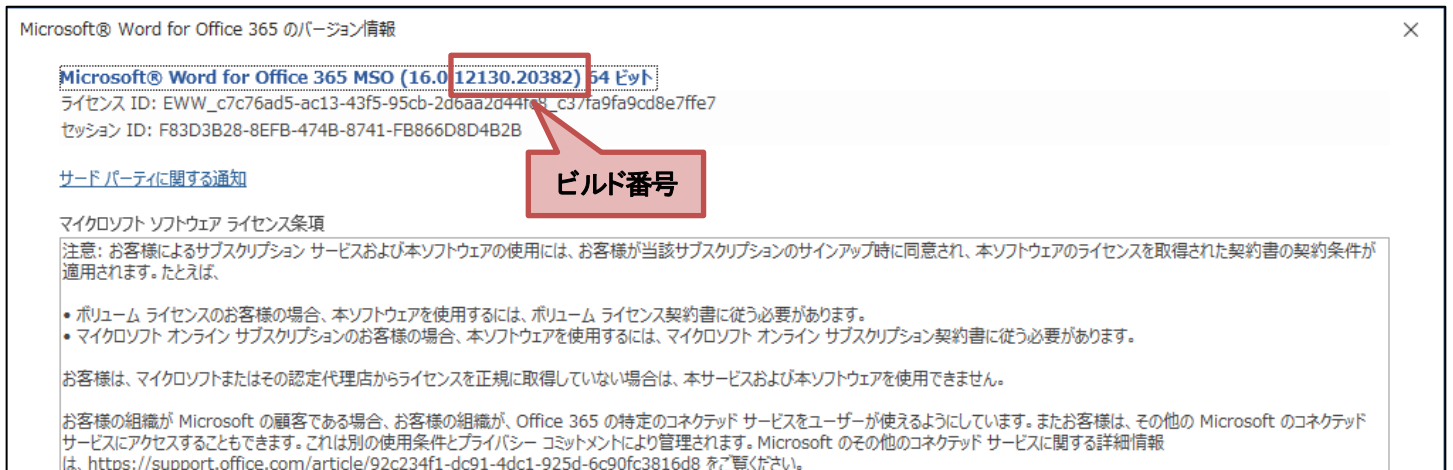 Microsoft® Word for Office 365 のバージョン情報
Microsoft® Word for Office 365 MSO (16.0.12130.20382) 64 ビット
ライセンス ID: EWW_c7c76ad5-ac13-43f5-95cb-2d6aa2d44fc8_c37fa9fa9cd8e7ffe7
セッション ID: F83D3B28-8EFB-474B-8741-FB866D8D4B2B
サード パーティに関する通知
ビルド番号
マイクロソフト ソフトウェア ライセンス条項
注意: お客様によるサブスクリプション サービスおよび本ソフトウェアの使用には、お客様が当該サブスクリプションのサインアップ時に同意され、本ソフトウェアのライセンスを取得された契約書の契約条件が
適用されます。たとえば、
• ボリューム ライセンスのお客様の場合、本ソフトウェアを使用するには、ボリューム ライセンス契約書に従う必要があります。
• マイクロソフト オンライン サブスクリプションのお客様の場合、本ソフトウェアを使用するには、マイクロソフト オンライン サブスクリプション契約書に従う必要があります。
お客様は、マイクロソフトまたはその認定代理店からライセンスを正規に取得していない場合は、本サービスおよび本ソフトウェアを使用できません。
お客様の組織が Microsoft の顧客である場合、お客様の組織が、Office 365 の特定のコネクテッド サービスをユーザーが使えるようにしています。またお客様は、その他の Microsoft のコネクテッド
サービスにアクセスすることもできます。これは別の使用条件とプライバシー コミットメントにより管理されます。Microsoft のその他のコネクテッド サービスに関する詳細情報
は、https://support.office.com/article/92c234f1-dc91-4dc1-925d-6c90fc3816d8 をご覧ください。